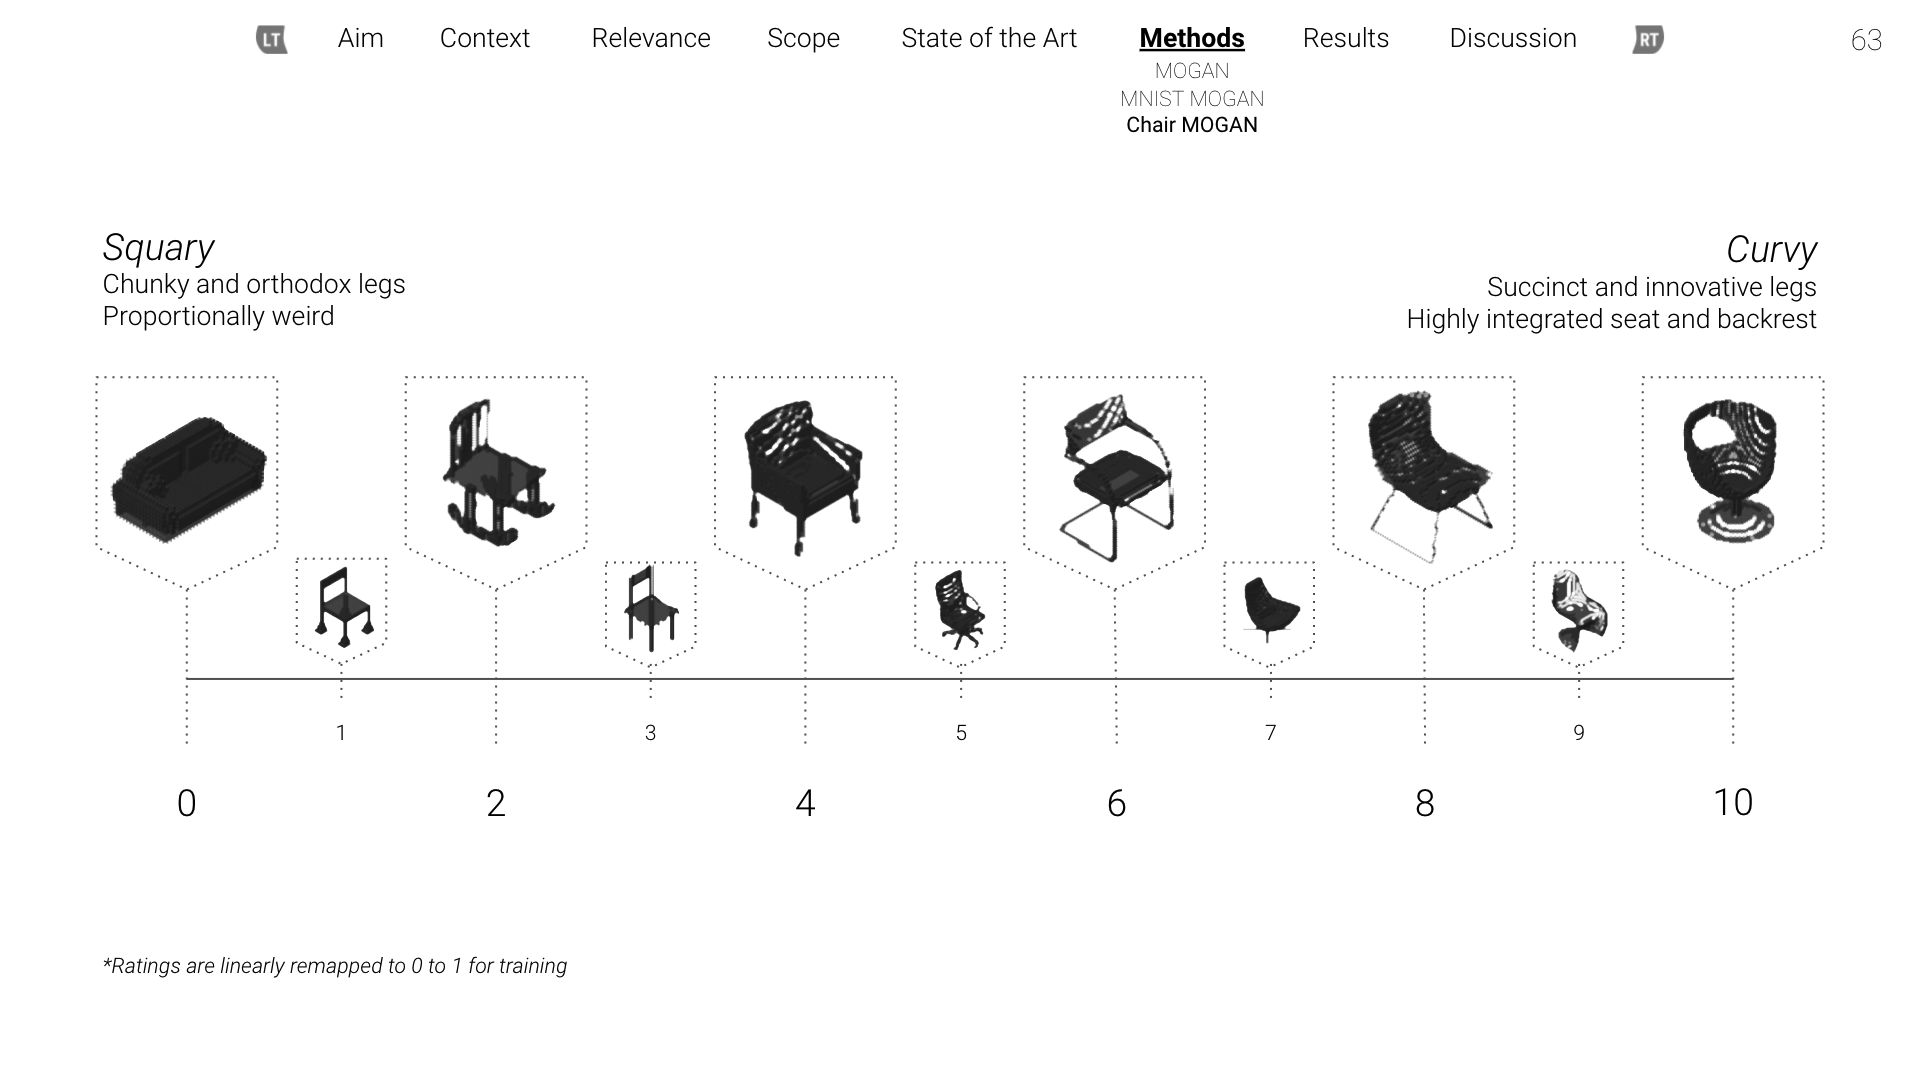 LT Aim Context Relevance Scope State of the Art Methods Results Discussion RT 63
MOGAN
MNIST MOGAN
Chair MOGAN
Squary
Chunky and orthodox legs
Proportionally weird
Curvy
Succinct and innovative legs
Highly integrated seat and backrest
1 3 5 7 9
0 2 4 6 8 10
*Ratings are linearly remapped to 0 to 1 for training